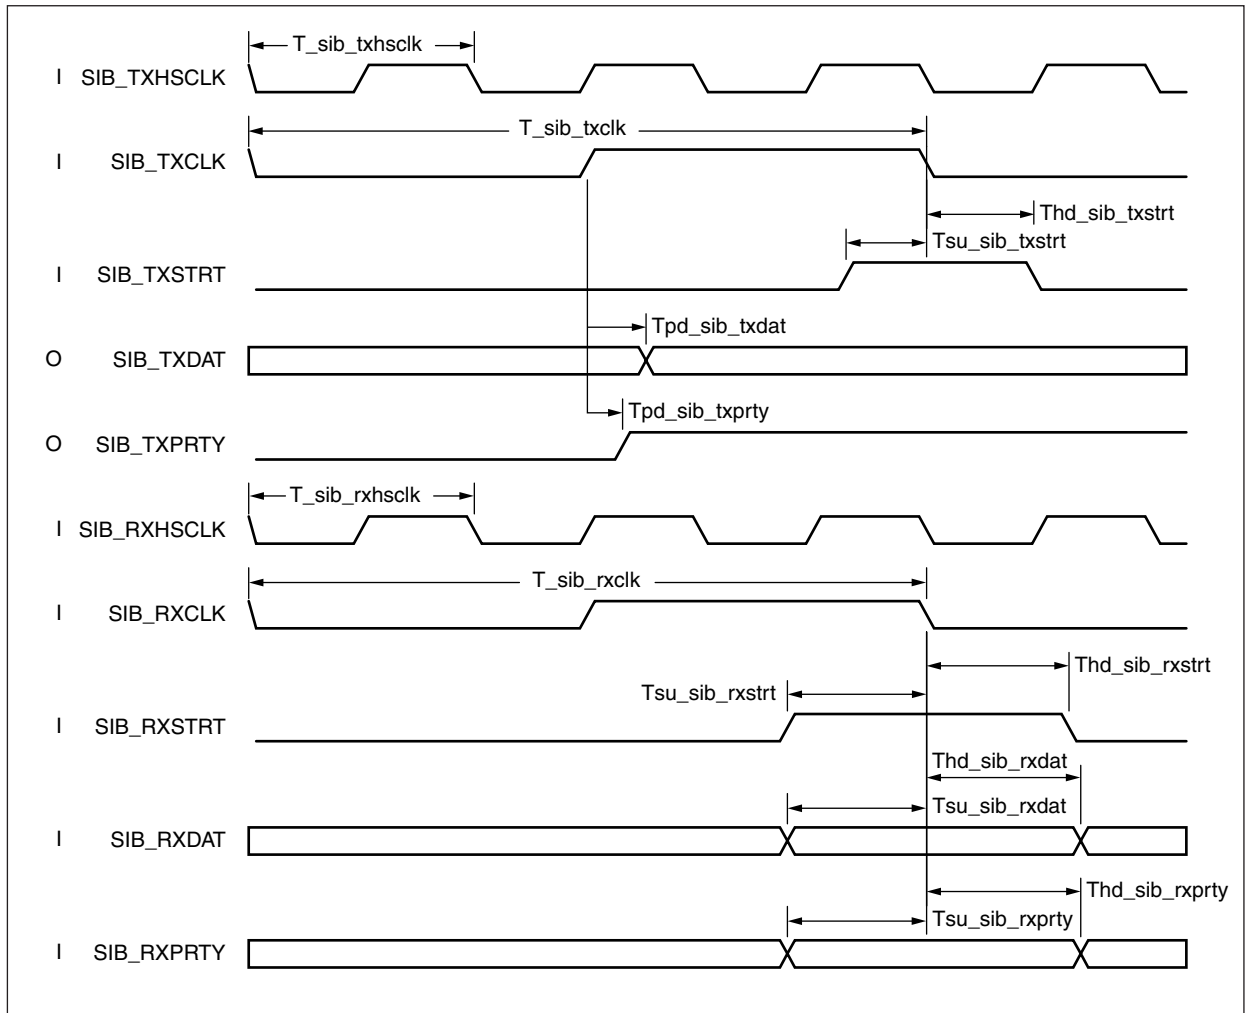 T_sib_txhsclk
I SIB_TXHSCLK
T_sib_txclk
I SIB_TXCLK
Thd_sib_txstrt
Tsu_sib_txstrt
I SIB_TXSTRT
Tpd_sib_txdat
O SIB_TXDAT
Tpd_sib_txprty
O SIB_TXPRTY
T_sib_rxhsclk
I SIB_RXHSCLK
T_sib_rxclk
I SIB_RXCLK
Thd_sib_rxstrt
Tsu_sib_rxstrt
I SIB_RXSTRT
Thd_sib_rxdat
Tsu_sib_rxdat
I SIB_RXDAT
Thd_sib_rxprty
Tsu_sib_rxprty
I SIB_RXPRTY